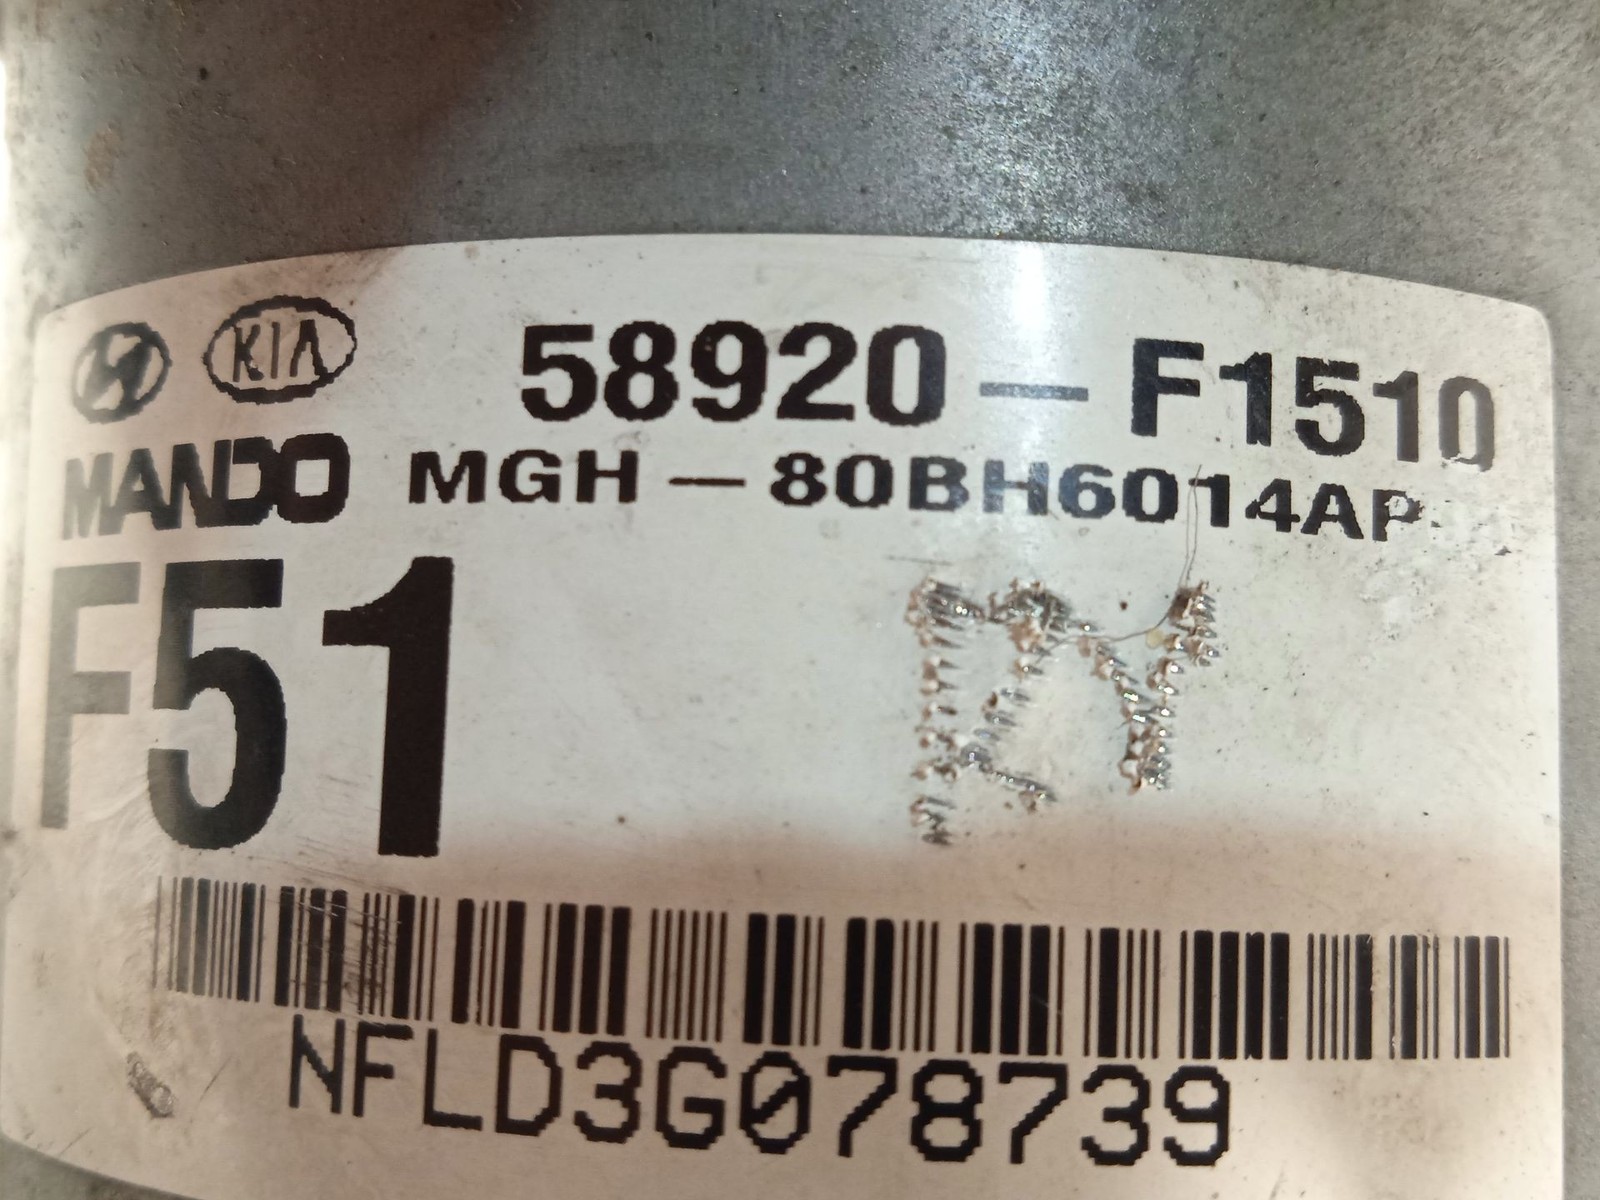 KIA 58920-F1510
MANDO MGH-80BH6014AP
F51
NFLD3G078739